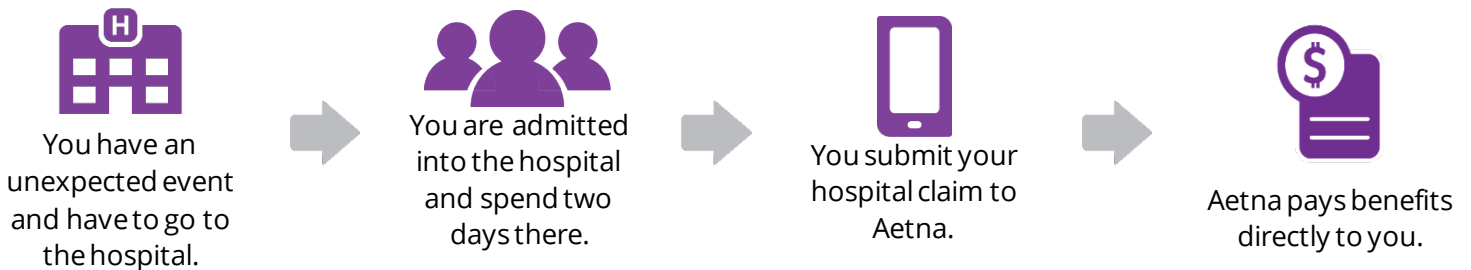 H
You have an
unexpected event
and have to go to
the hospital.
You are admitted
into the hospital
and spend two
days there.
You submit your
hospital claim to
Aetna.
$
Aetna pays benefits
directly to you.